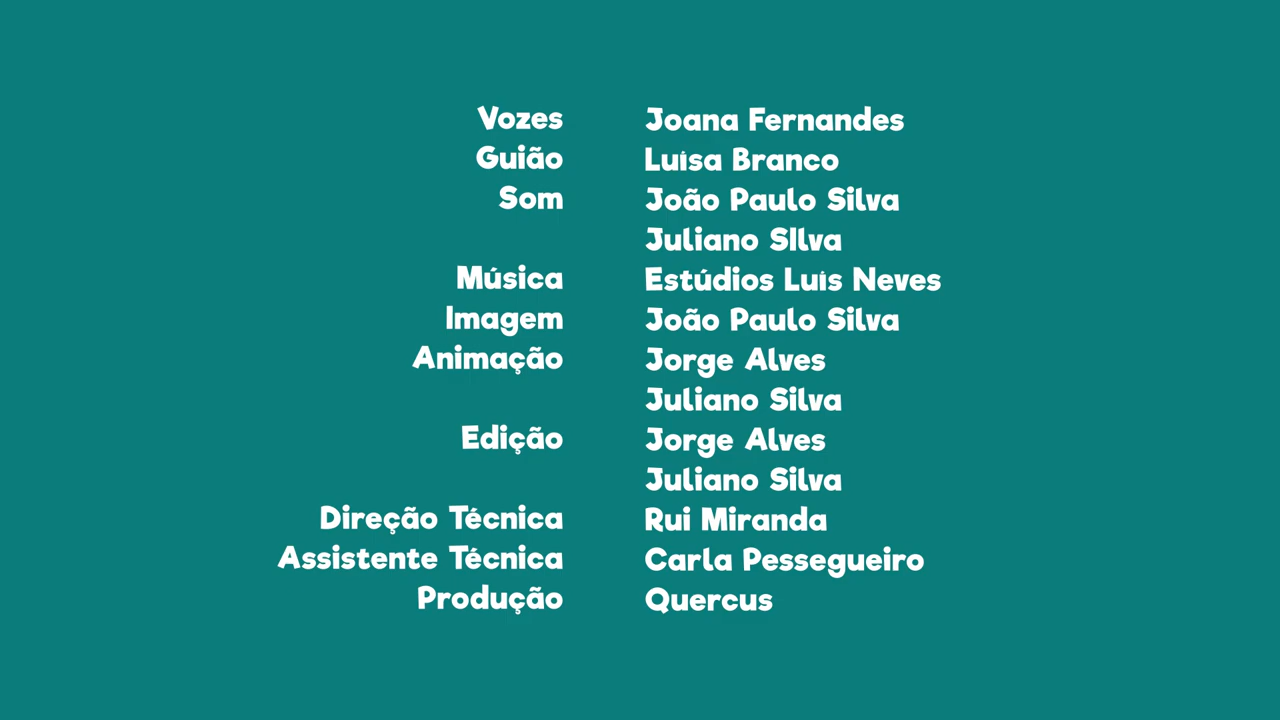 Vozes Joana Fernandes
Guião Luísa Branco
Som João Paulo Silva
Juliano SIlva
Música Estúdios Luís Neves
Imagem João Paulo Silva
Animação Jorge Alves
Juliano Silva
Edição Jorge Alves
Juliano Silva
Direção Técnica Rui Miranda
Assistente Técnica Carla Pessegueiro
Produção Quercus